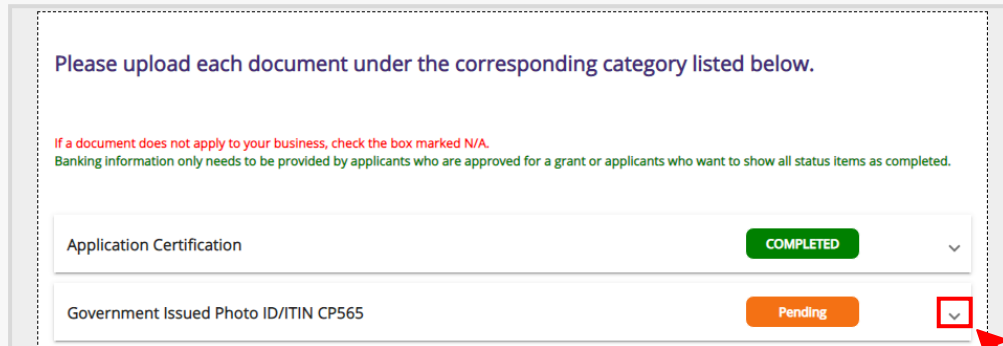 Please upload each document under the corresponding category listed below.
If a document does not apply to your business, check the box marked N/A.
Banking information only needs to be provided by applicants who are approved for a grant or applicants who want to show all status items as completed.
Application Certification COMPLETED
Government Issued Photo ID/ITIN CP565 Pending